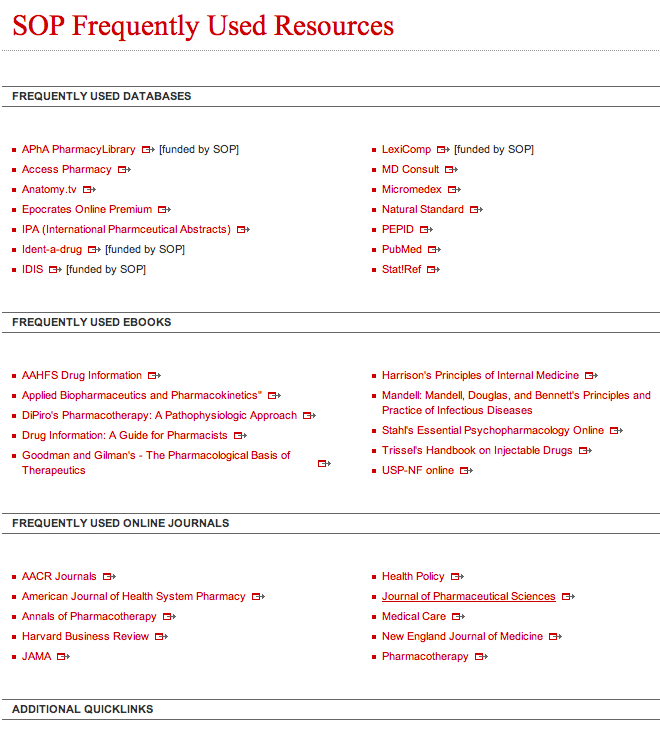 SOP Frequently Used Resources
FREQUENTLY USED DATABASES
APhA PharmacyLibrary [funded by SOP]
Access Pharmacy
Anatomy.tv
Epocrates Online Premium
IPA (International Pharmceutical Abstracts)
Ident-a-drug [funded by SOP]
IDIS [funded by SOP]
LexiComp [funded by SOP]
MD Consult
Micromedex
Natural Standard
PEPID
PubMed
Stat!Ref
FREQUENTLY USED EBOOKS
AAHFS Drug Information
Applied Biopharmaceutics and Pharmacokinetics"
DiPiro's Pharmacotherapy: A Pathophysiologic Approach
Drug Information: A Guide for Pharmacists
Goodman and Gilman's - The Pharmacological Basis of
Therapeutics
Harrison's Principles of Internal Medicine
Mandell: Mandell, Douglas, and Bennett's Principles and
Practice of Infectious Diseases
Stahl's Essential Psychopharmacology Online
Trissel's Handbook on Injectable Drugs
USP-NF online
FREQUENTLY USED ONLINE JOURNALS
AACR Journals
American Journal of Health System Pharmacy
Annals of Pharmacotherapy
Harvard Business Review
JAMA
Health Policy
Journal of Pharmaceutical Sciences
Medical Care
New England Journal of Medicine
Pharmacotherapy
ADDITIONAL QUICKLINKS